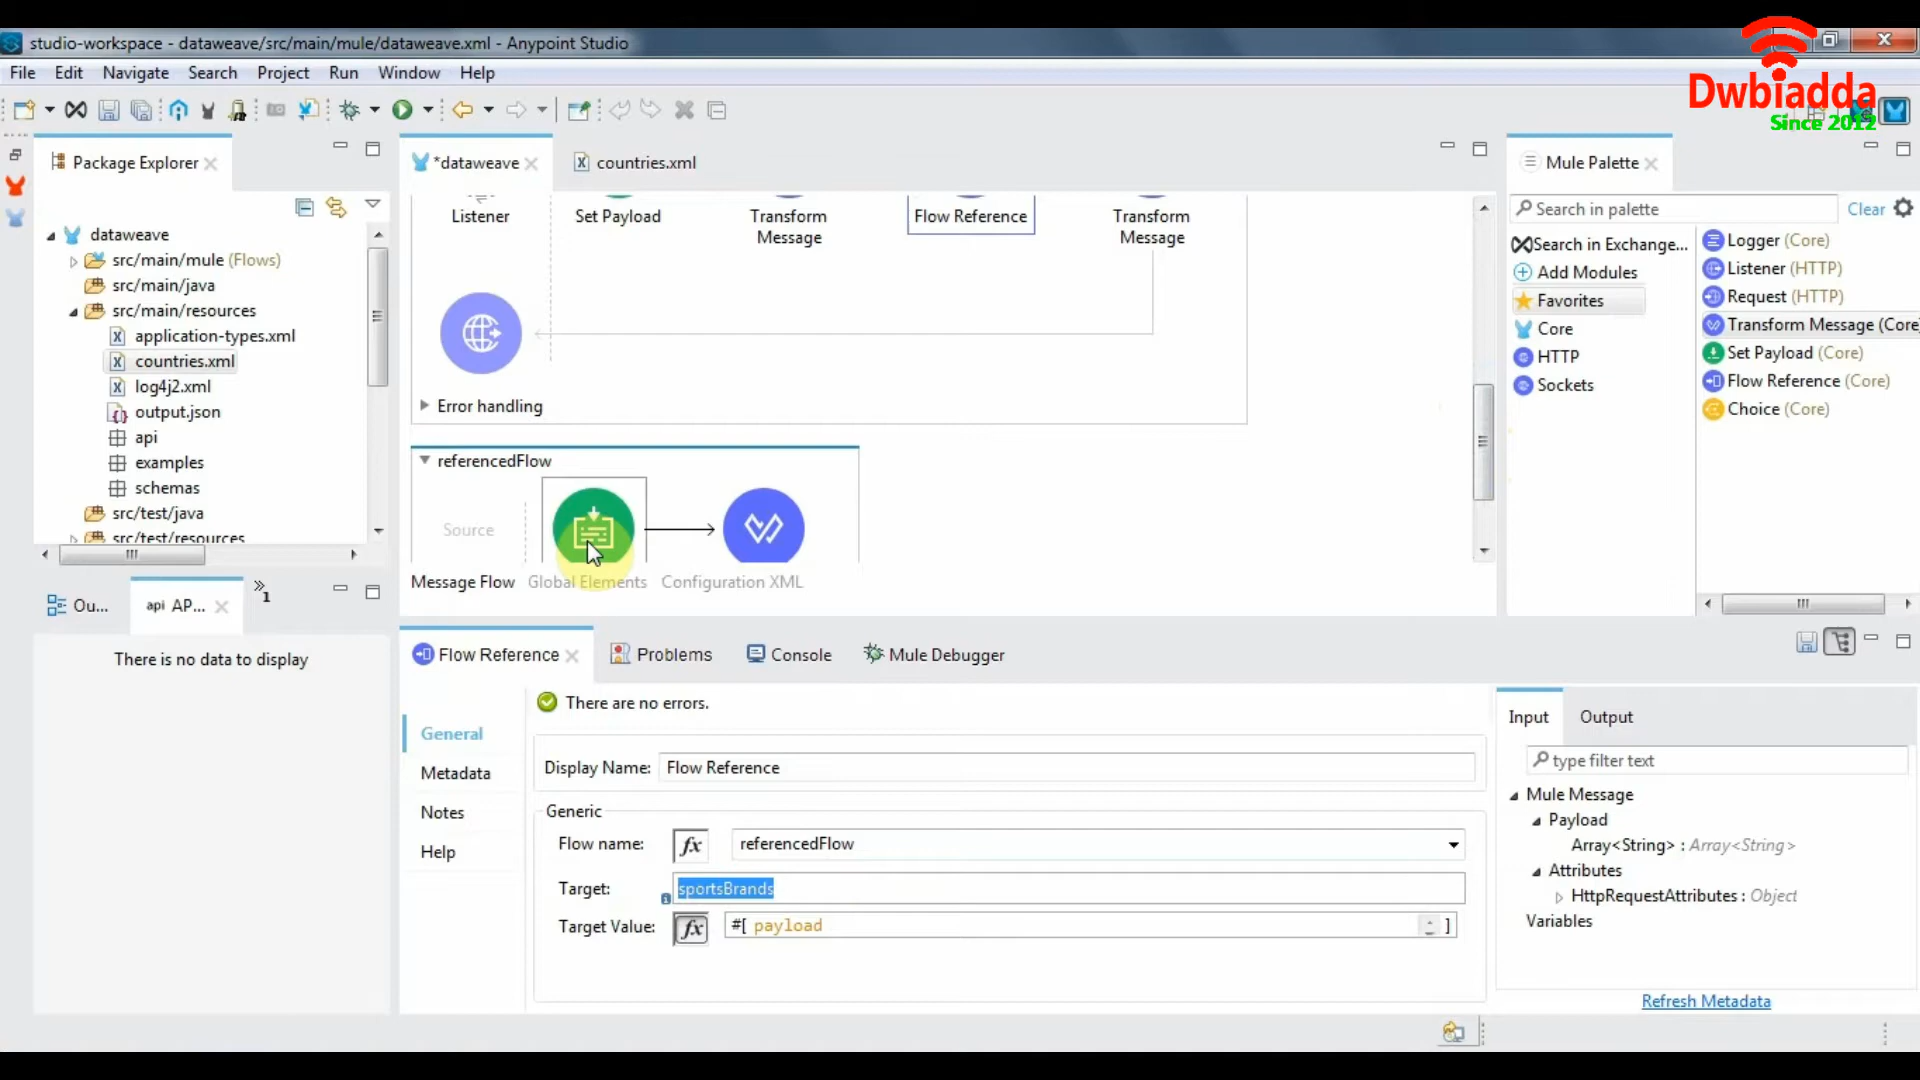 studio-workspace - dataweave/src/main/mule/dataweave.xml - Anypoint Studio
Dwbiadda
Since 2012
File Edit Navigate Search Project Run Window Help
Package Explorer
dataweave
src/main/mule (Flows)
src/main/java
src/main/resources
application-types.xml
countries.xml
log4j2.xml
output.json
api
examples
schemas
src/test/java
src/test/resources
Ou...
api AP...
1
There is no data to display
*dataweave
countries.xml
Listener
Set Payload
Transform
Message
Flow Reference
Transform
Message
Error handling
referencedFlow
Source
Message Flow Global Elements Configuration XML
Mule Palette
Search in palette
Clear
Search in Exchange...
Add Modules
Favorites
Core
HTTP
Sockets
Logger (Core)
Listener (HTTP)
Request (HTTP)
Transform Message (Core
Set Payload (Core)
Flow Reference (Core)
Choice (Core)
Flow Reference
Problems
Console
Mule Debugger
There are no errors.
General
Metadata
Notes
Help
Display Name: Flow Reference
Generic
Flow name: fx referencedFlow
Target: sportsBrands
Target Value: fx #[ payload ]
Input Output
type filter text
Mule Message
Payload
Array<String> : Array<String>
Attributes
HttpRequestAttributes : Object
Variables
Refresh Metadata